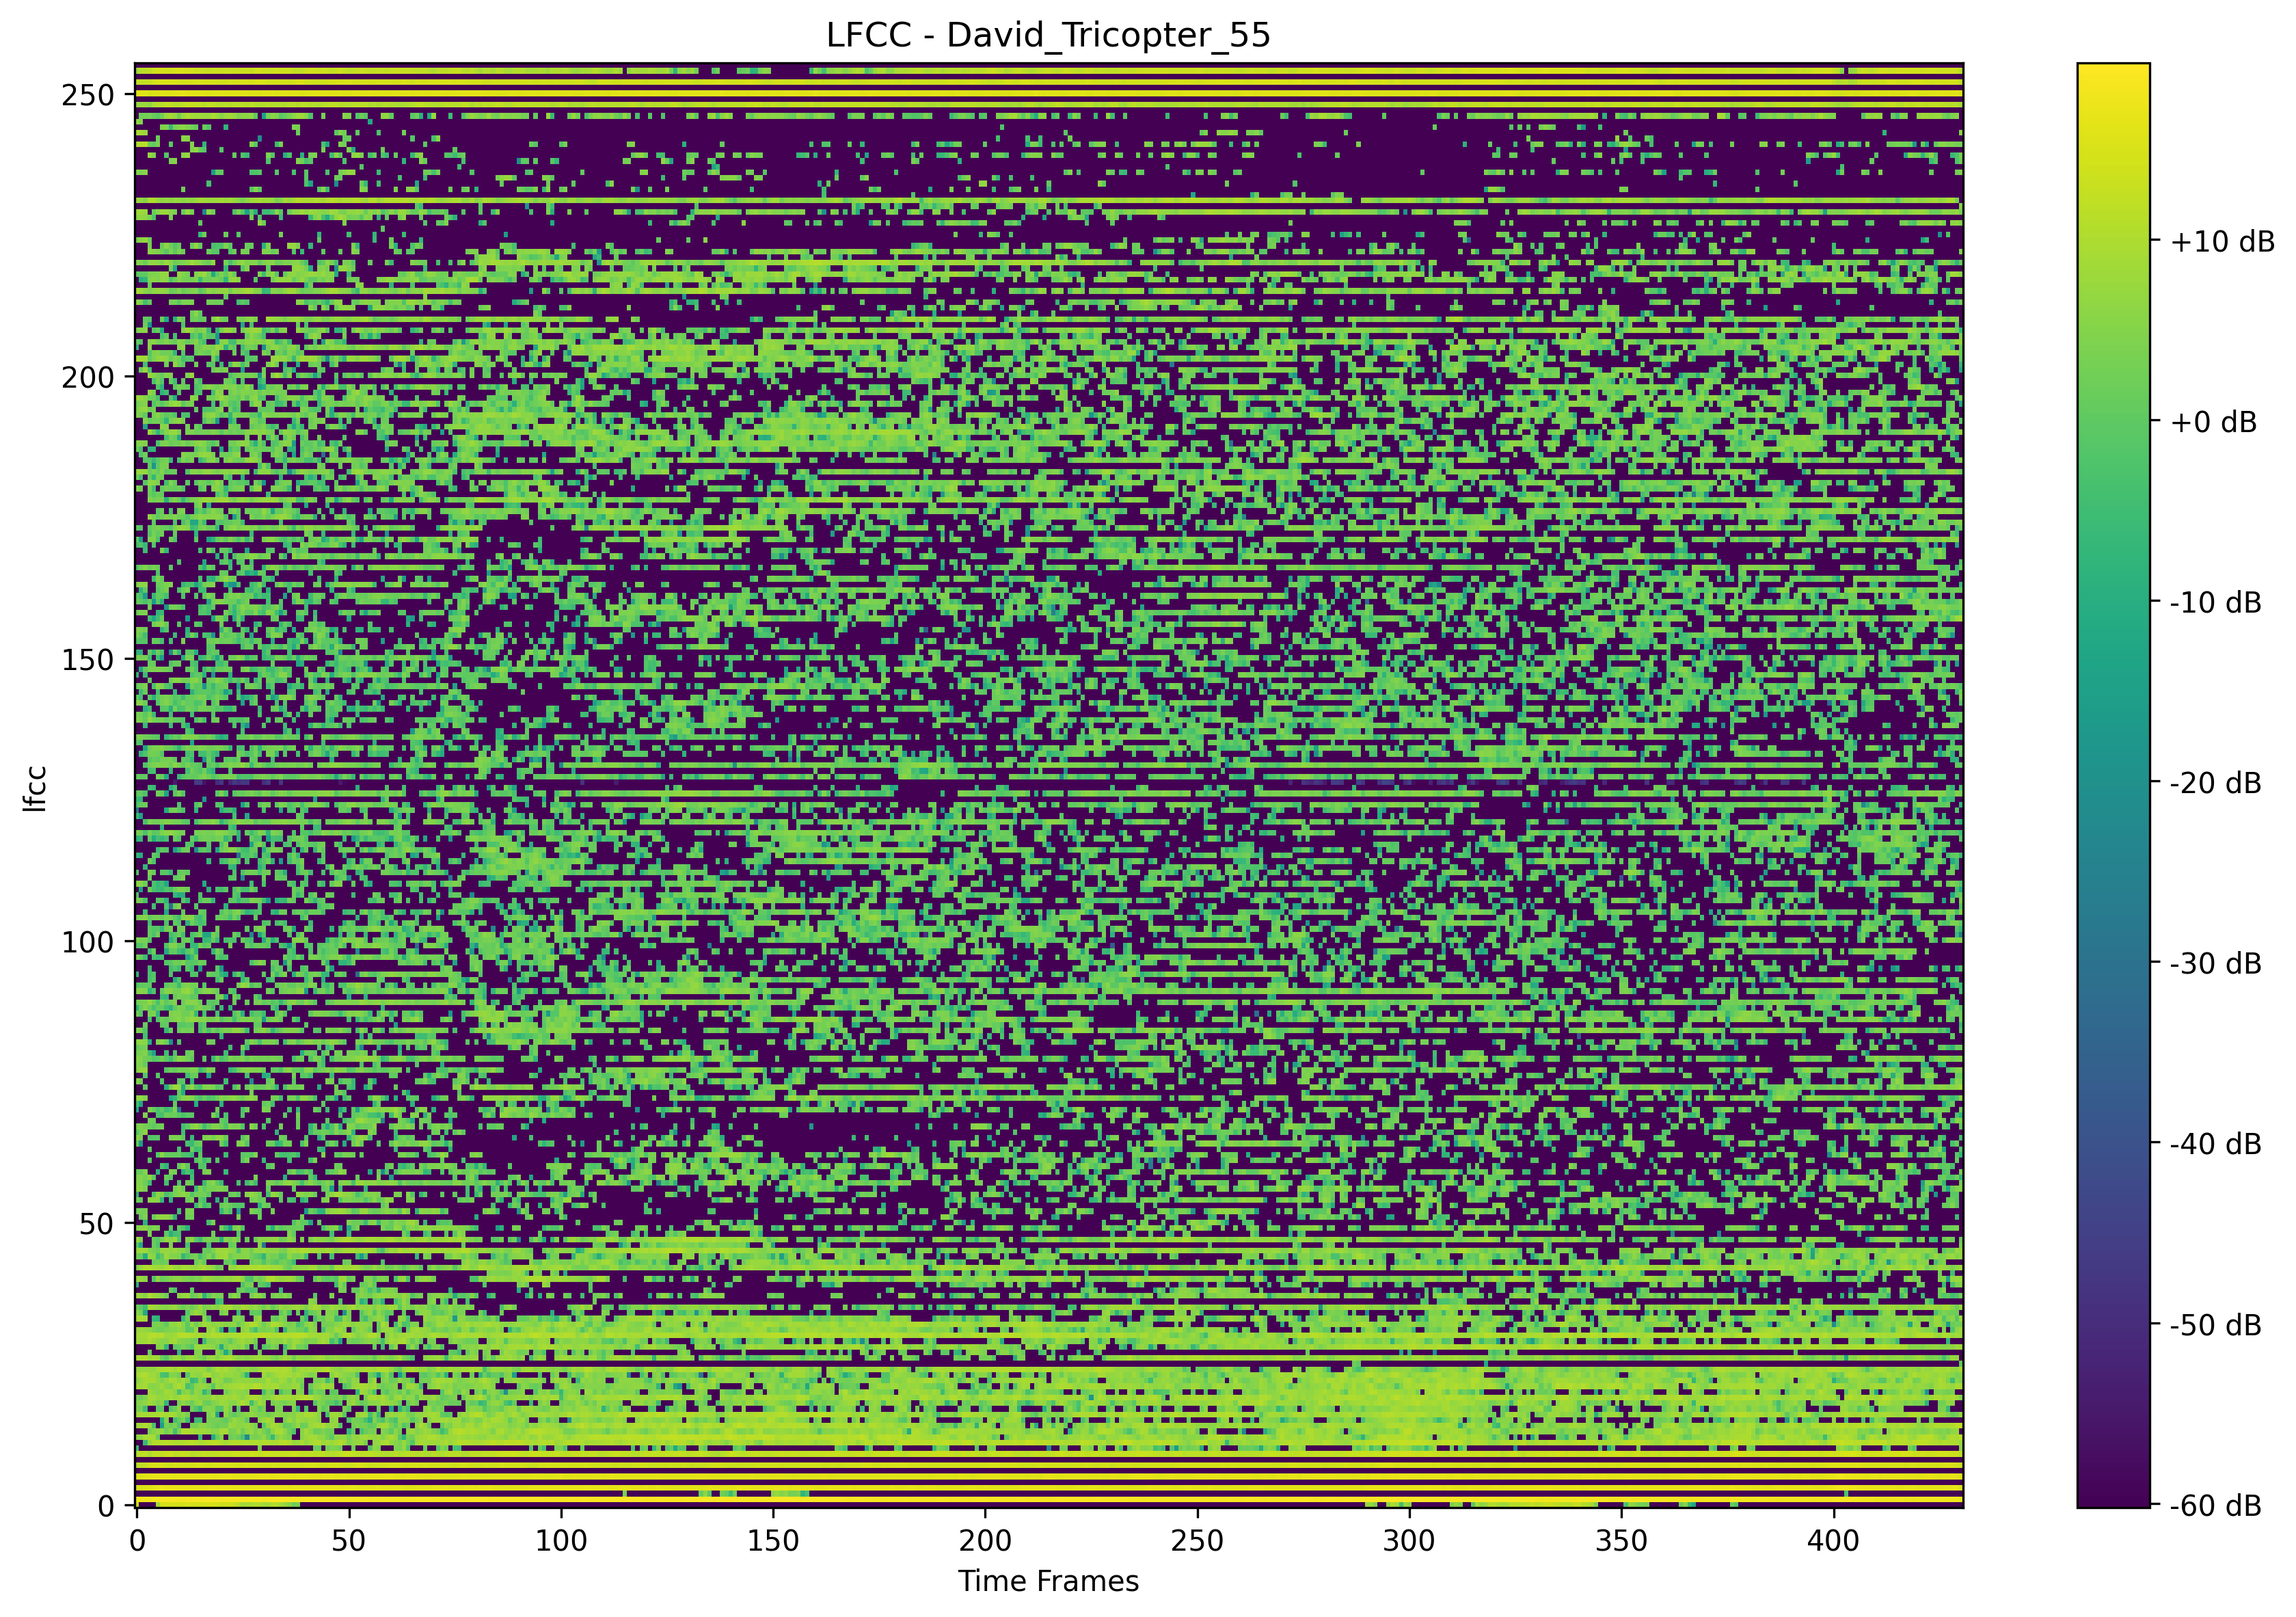 LFCC - David_Tricopter_55
250
200
150
100
50
0
lfcc
0 50 100 150 200 250 300 350 400
Time Frames
+10 dB
+0 dB
-10 dB
-20 dB
-30 dB
-40 dB
-50 dB
-60 dB